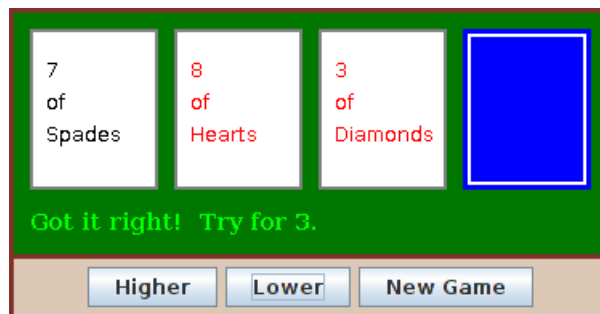 7
of
Spades
8
of
Hearts
3
of
Diamonds
Got it right! Try for 3.
Higher
Lower
New Game